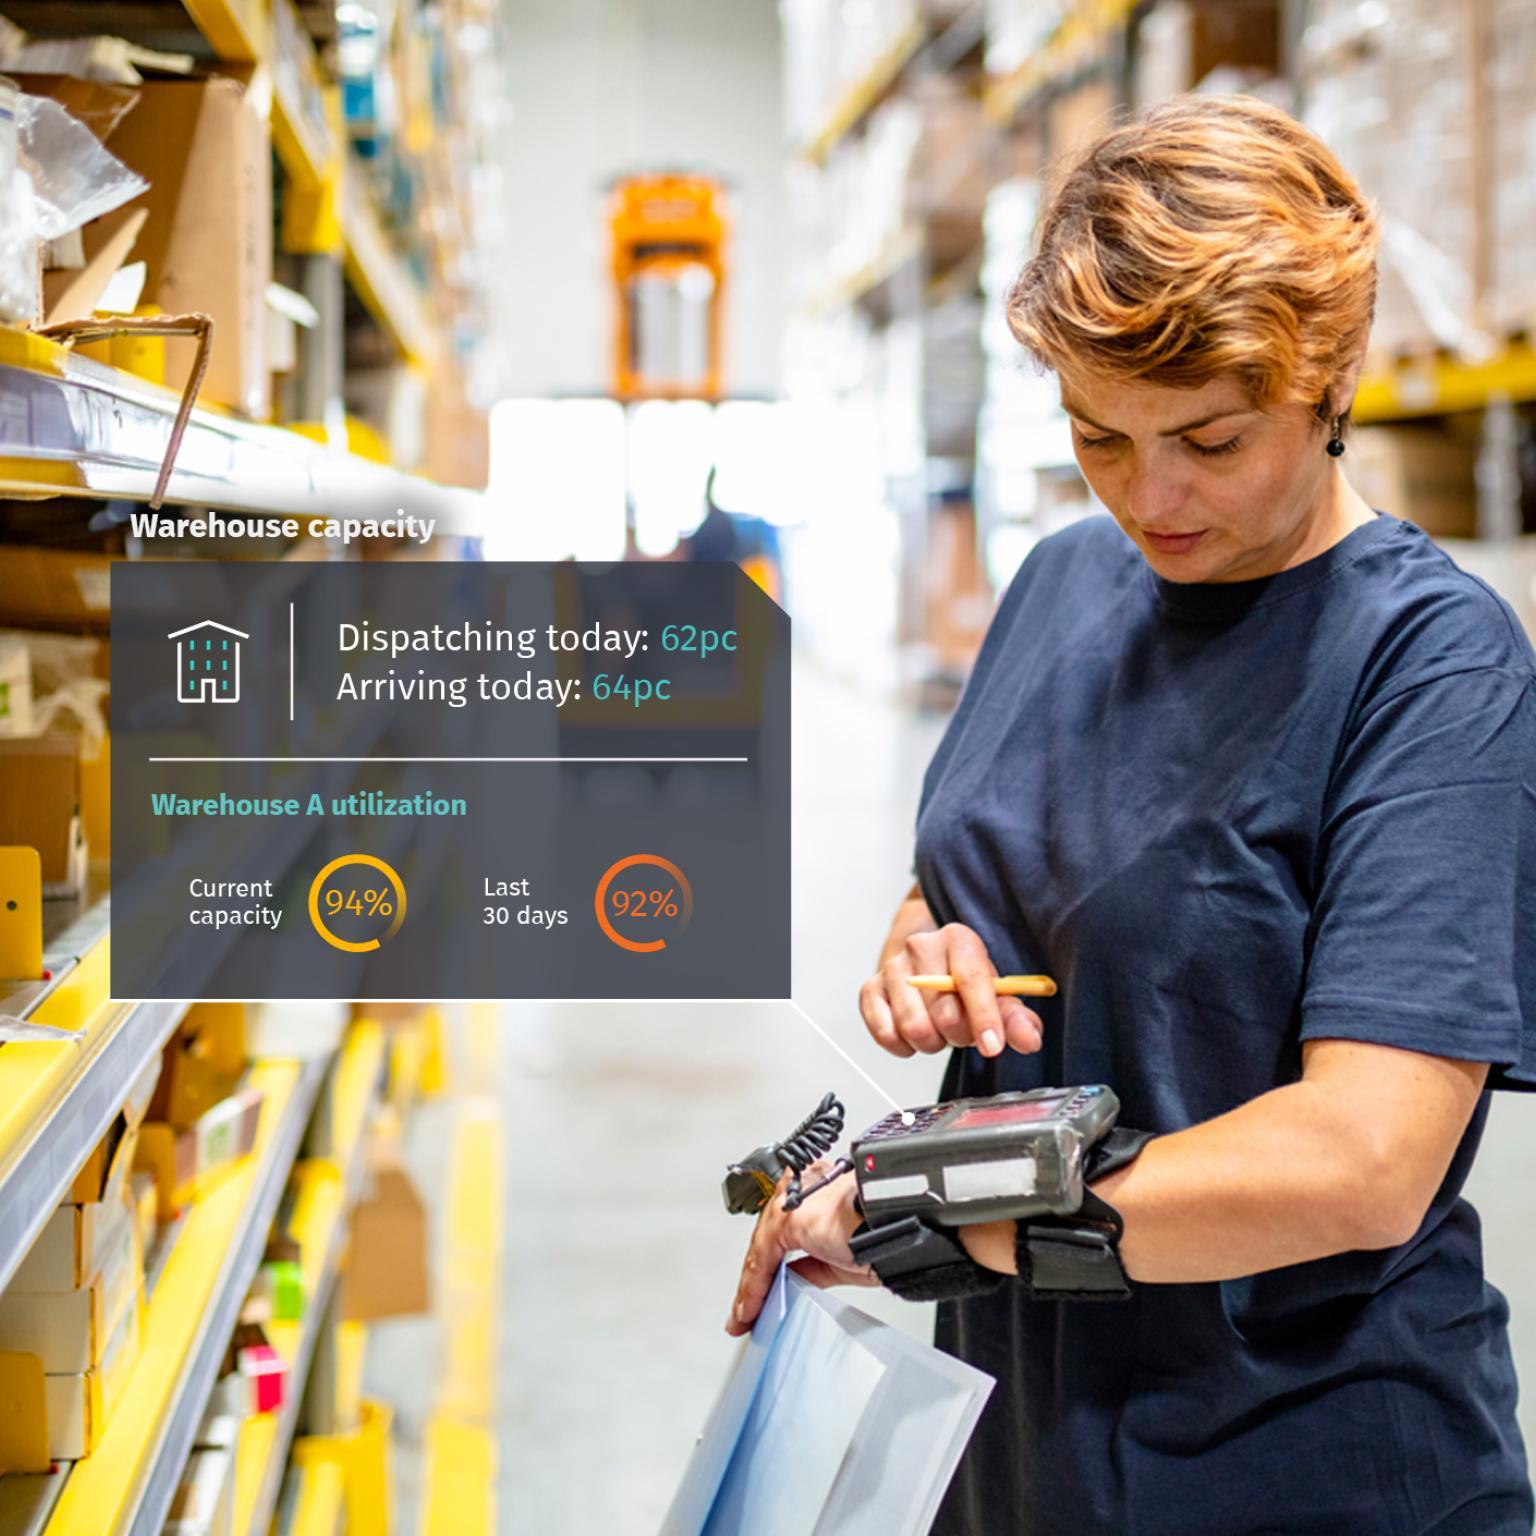 Warehouse capacity
Dispatching today: 62pc
Arriving today: 64pc
Warehouse A utilization
Current
capacity
94%
Last
30 days
92%